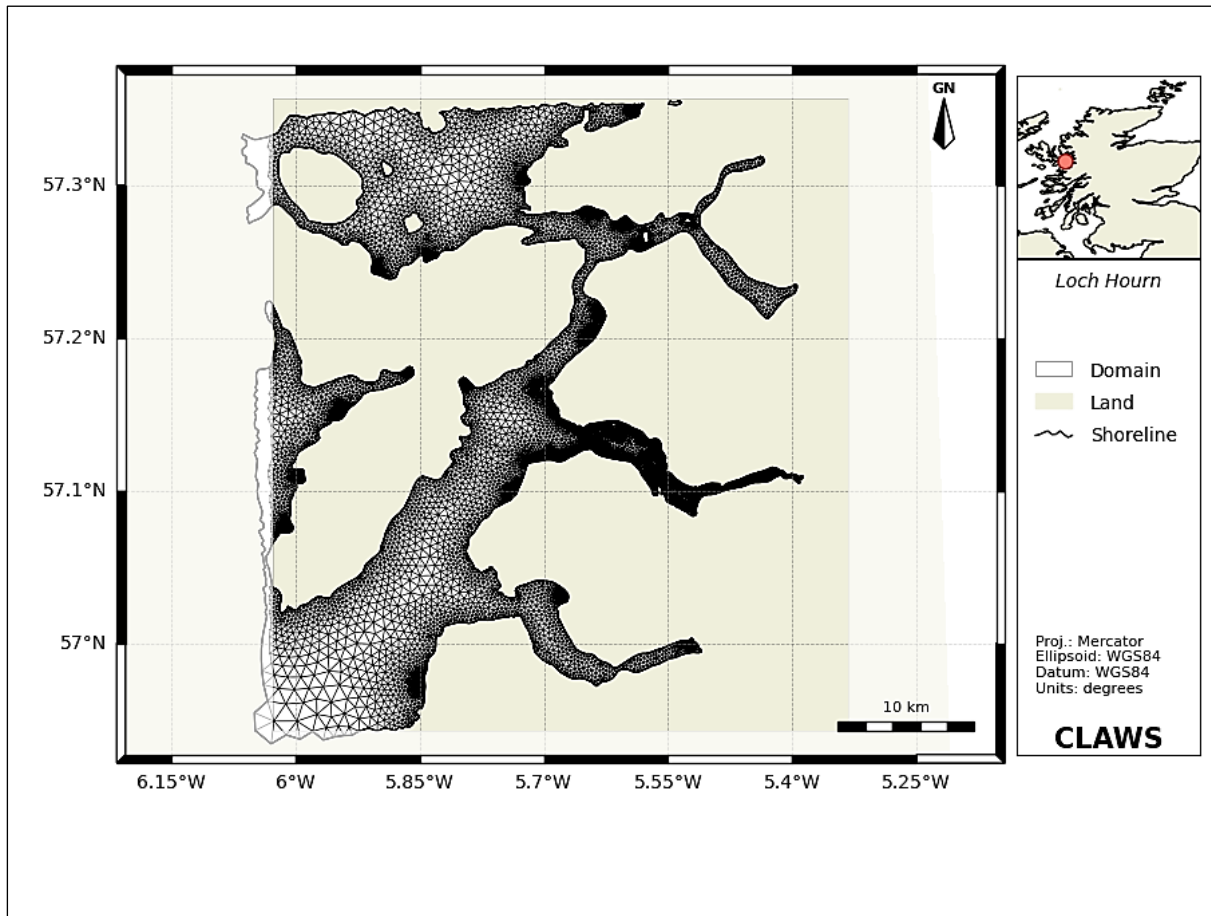 GN
57.3°N
57.2°N
57.1°N
57°N
6.15°W
6°W
5.85°W
5.7°W
5.55°W
5.4°W
5.25°W
10 km
Loch Hourn
Domain
Land
Shoreline
Proj.: Mercator
Ellipsoid: WGS84
Datum: WGS84
Units: degrees
CLAWS